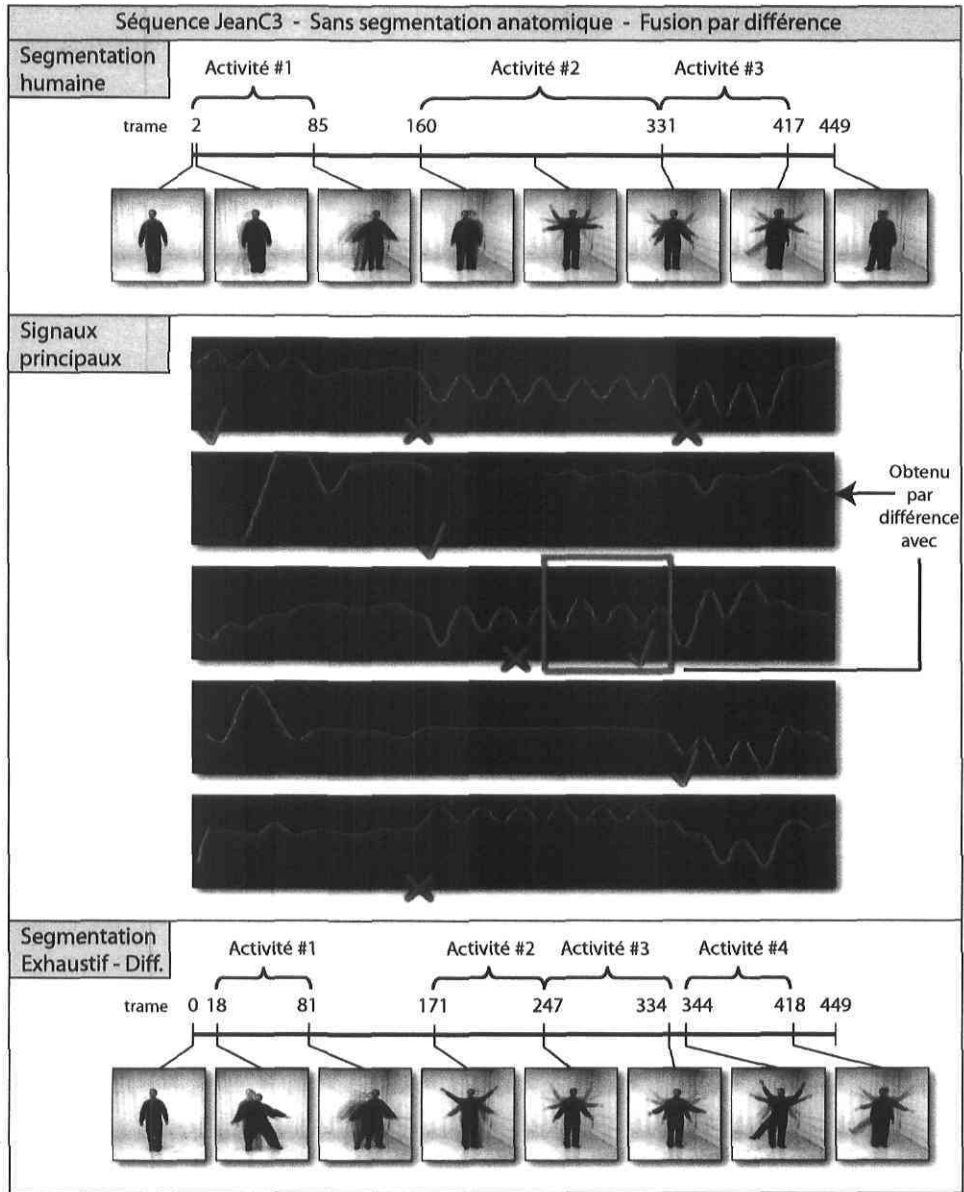 Séquence JeanC3 - Sans segmentation anatomique - Fusion par différence
Segmentation
humaine
Activité #1 Activité #2 Activité #3
trame 2 85 160 331 417 449
Signaux
principaux
Obtenu
par
différence
avec
Segmentation
Exhaustif - Diff.
Activité #1 Activité #2 Activité #3 Activité #4
trame 0 18 81 171 247 334 344 418 449